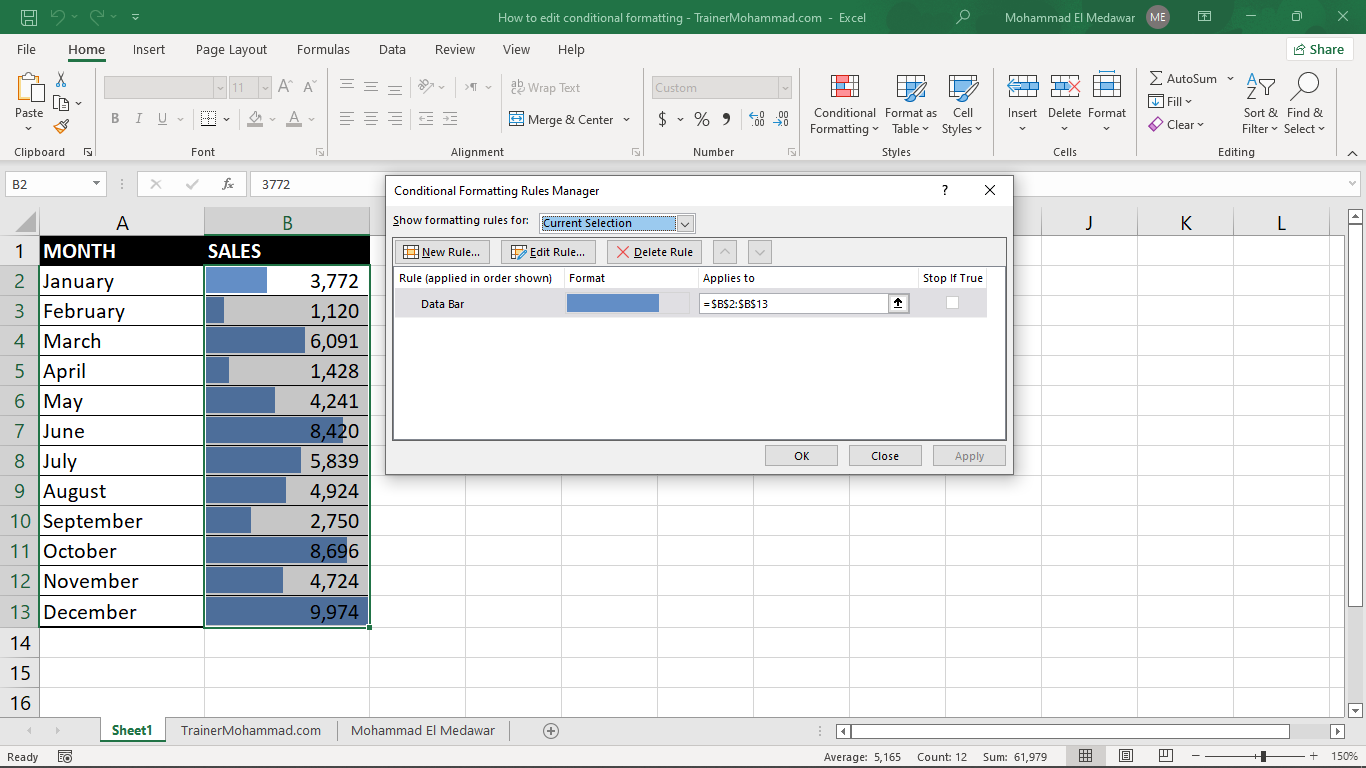 How to edit conditional formatting - TrainerMohammad.com - Excel
Mohammad El Medawar ME
File Home Insert Page Layout Formulas Data Review View Help Share
Paste
Clipboard
11
B I U
A A
Font
Wrap Text
Merge & Center
Alignment
Custom
$ % 9
Number
Conditional Formatting
Format as Table
Cell Styles
Styles
Insert Delete Format
Cells
AutoSum
Fill
Clear
Sort & Filter
Find & Select
Editing
B2 fx 3772
A B J K L
1 MONTH SALES
2 January 3,772
3 February 1,120
4 March 6,091
5 April 1,428
6 May 4,241
7 June 8,420
8 July 5,839
9 August 4,924
10 September 2,750
11 October 8,696
12 November 4,724
13 December 9,974
14
15
16
Conditional Formatting Rules Manager ?
Show formatting rules for: Current Selection
New Rule... Edit Rule... Delete Rule
Rule (applied in order shown) Format Applies to Stop If True
Data Bar =$B$2:$B$13
OK Close Apply
Sheet1 TrainerMohammad.com Mohammad El Medawar
Ready Average: 5,165 Count: 12 Sum: 61,979 150%